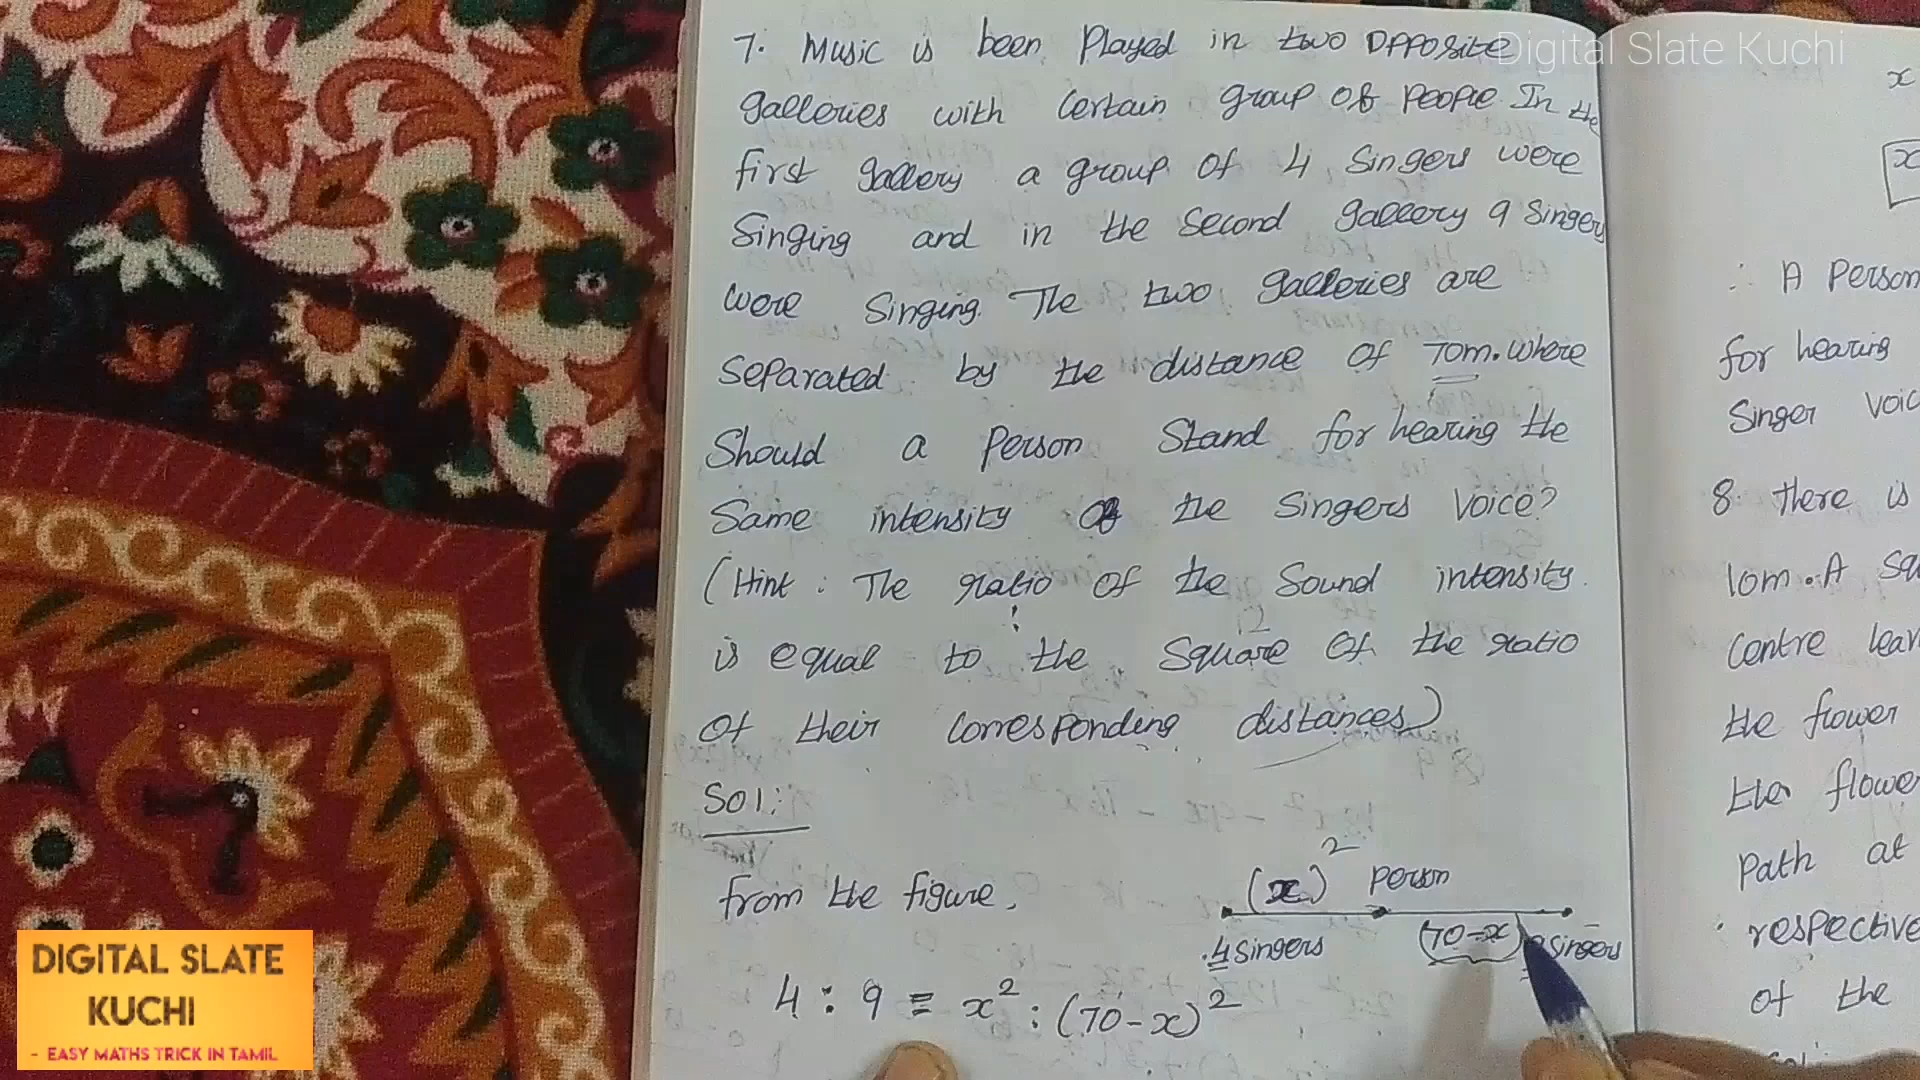 Digital Slate Kuchi
7. Music is been Played in two opposite
galleries with certain group of people. In the
first gallery a group of 4 singers were
singing and in the second gallery 9 singers
were singing. The two galleries are
separated by the distance of 70m. where
should a person stand for hearing the
same intensity of the singers voice?
(Hint : The ratio of the sound intensity.
is equal to the square of the ratio
of their corresponding distances)
Sol:
from the figure,
(x)² person
4 singers (70-x) singers
4 : 9 = x² : (70-x)²
x
x
∴ A person
for hearing
singer
8 there is
10m. A
centre
the flower
the
path at
respective
of the
DIGITAL SLATE
KUCHI
- EASY MATHS TRICK IN TAMIL